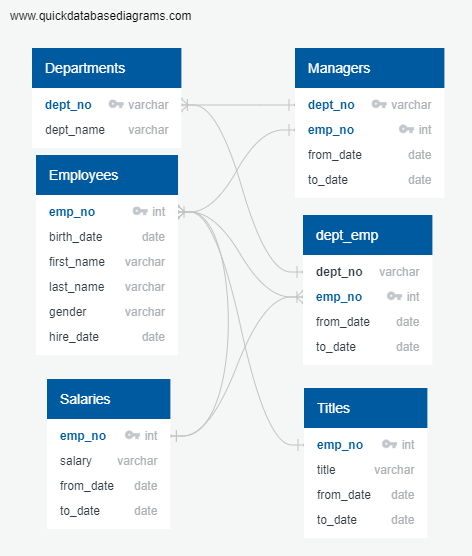 www.quickdatabasediagrams.com
Departments
dept_no varchar
dept_name varchar
Managers
dept_no varchar
emp_no int
from_date date
to_date date
Employees
emp_no int
birth_date date
first_name varchar
last_name varchar
gender varchar
hire_date date
dept_emp
dept_no varchar
emp_no int
from_date date
to_date date
Salaries
emp_no int
salary varchar
from_date date
to_date date
Titles
emp_no int
title varchar
from_date date
to_date date